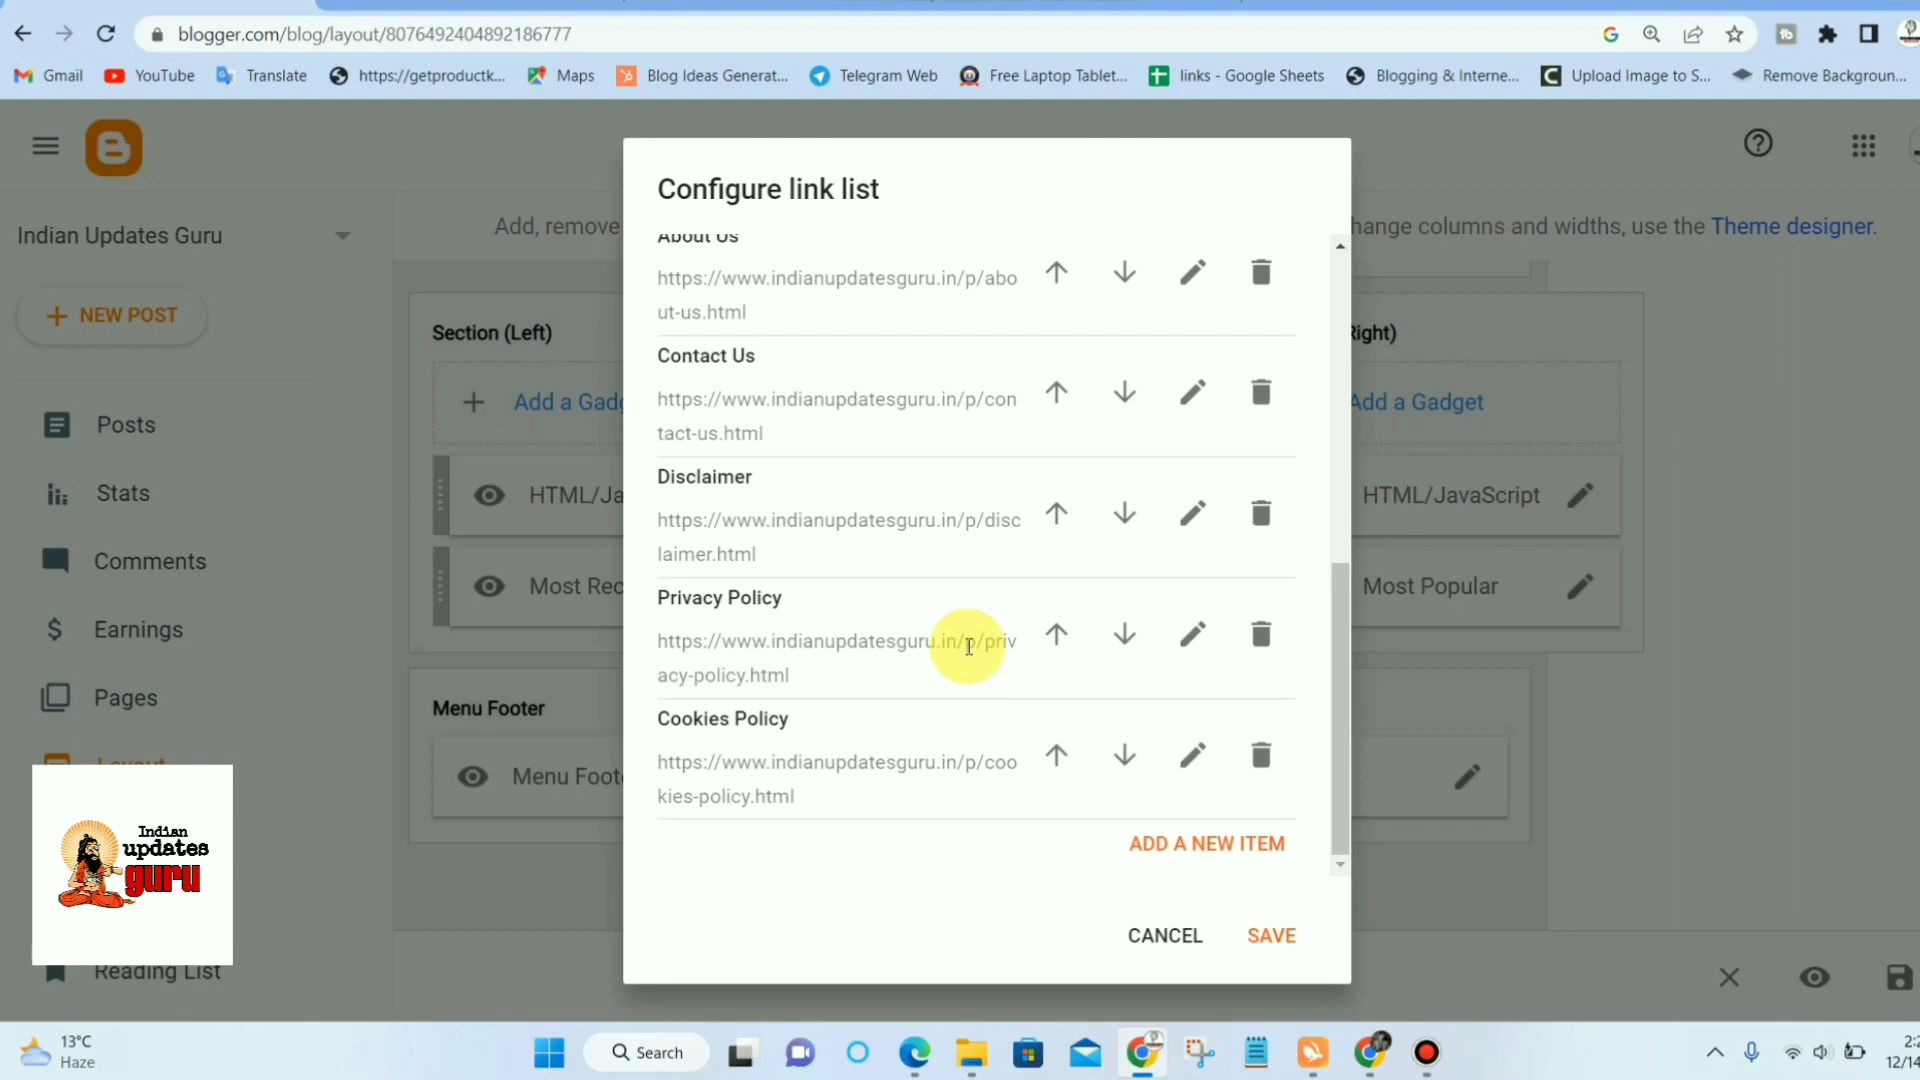 blogger.com/blog/layout/8076492404892186777
Gmail YouTube Translate https://getproductk... Maps Blog Ideas Generat... Telegram Web Free Laptop Tablet... links - Google Sheets Blogging & Interne... Upload Image to S... Remove Backgroun...
Indian Updates Guru
Add, remove
hange columns and widths, use the Theme designer.
NEW POST
Posts
Stats
Comments
Earnings
Pages
Layout
Reading List
Section (Left)
Add a Gadg
HTML/Ja
Most Rec
Menu Footer
Menu Foot
Right)
Add a Gadget
HTML/JavaScript
Most Popular
Configure link list
About Us
https://www.indianupdatesguru.in/p/abo
ut-us.html
Contact Us
https://www.indianupdatesguru.in/p/con
tact-us.html
Disclaimer
https://www.indianupdatesguru.in/p/disc
laimer.html
Privacy Policy
https://www.indianupdatesguru.in/p/priv
acy-policy.html
Cookies Policy
https://www.indianupdatesguru.in/p/coo
kies-policy.html
ADD A NEW ITEM
CANCEL SAVE
Indian
updates
guru
13°C
Haze
Search
2:2
12/14